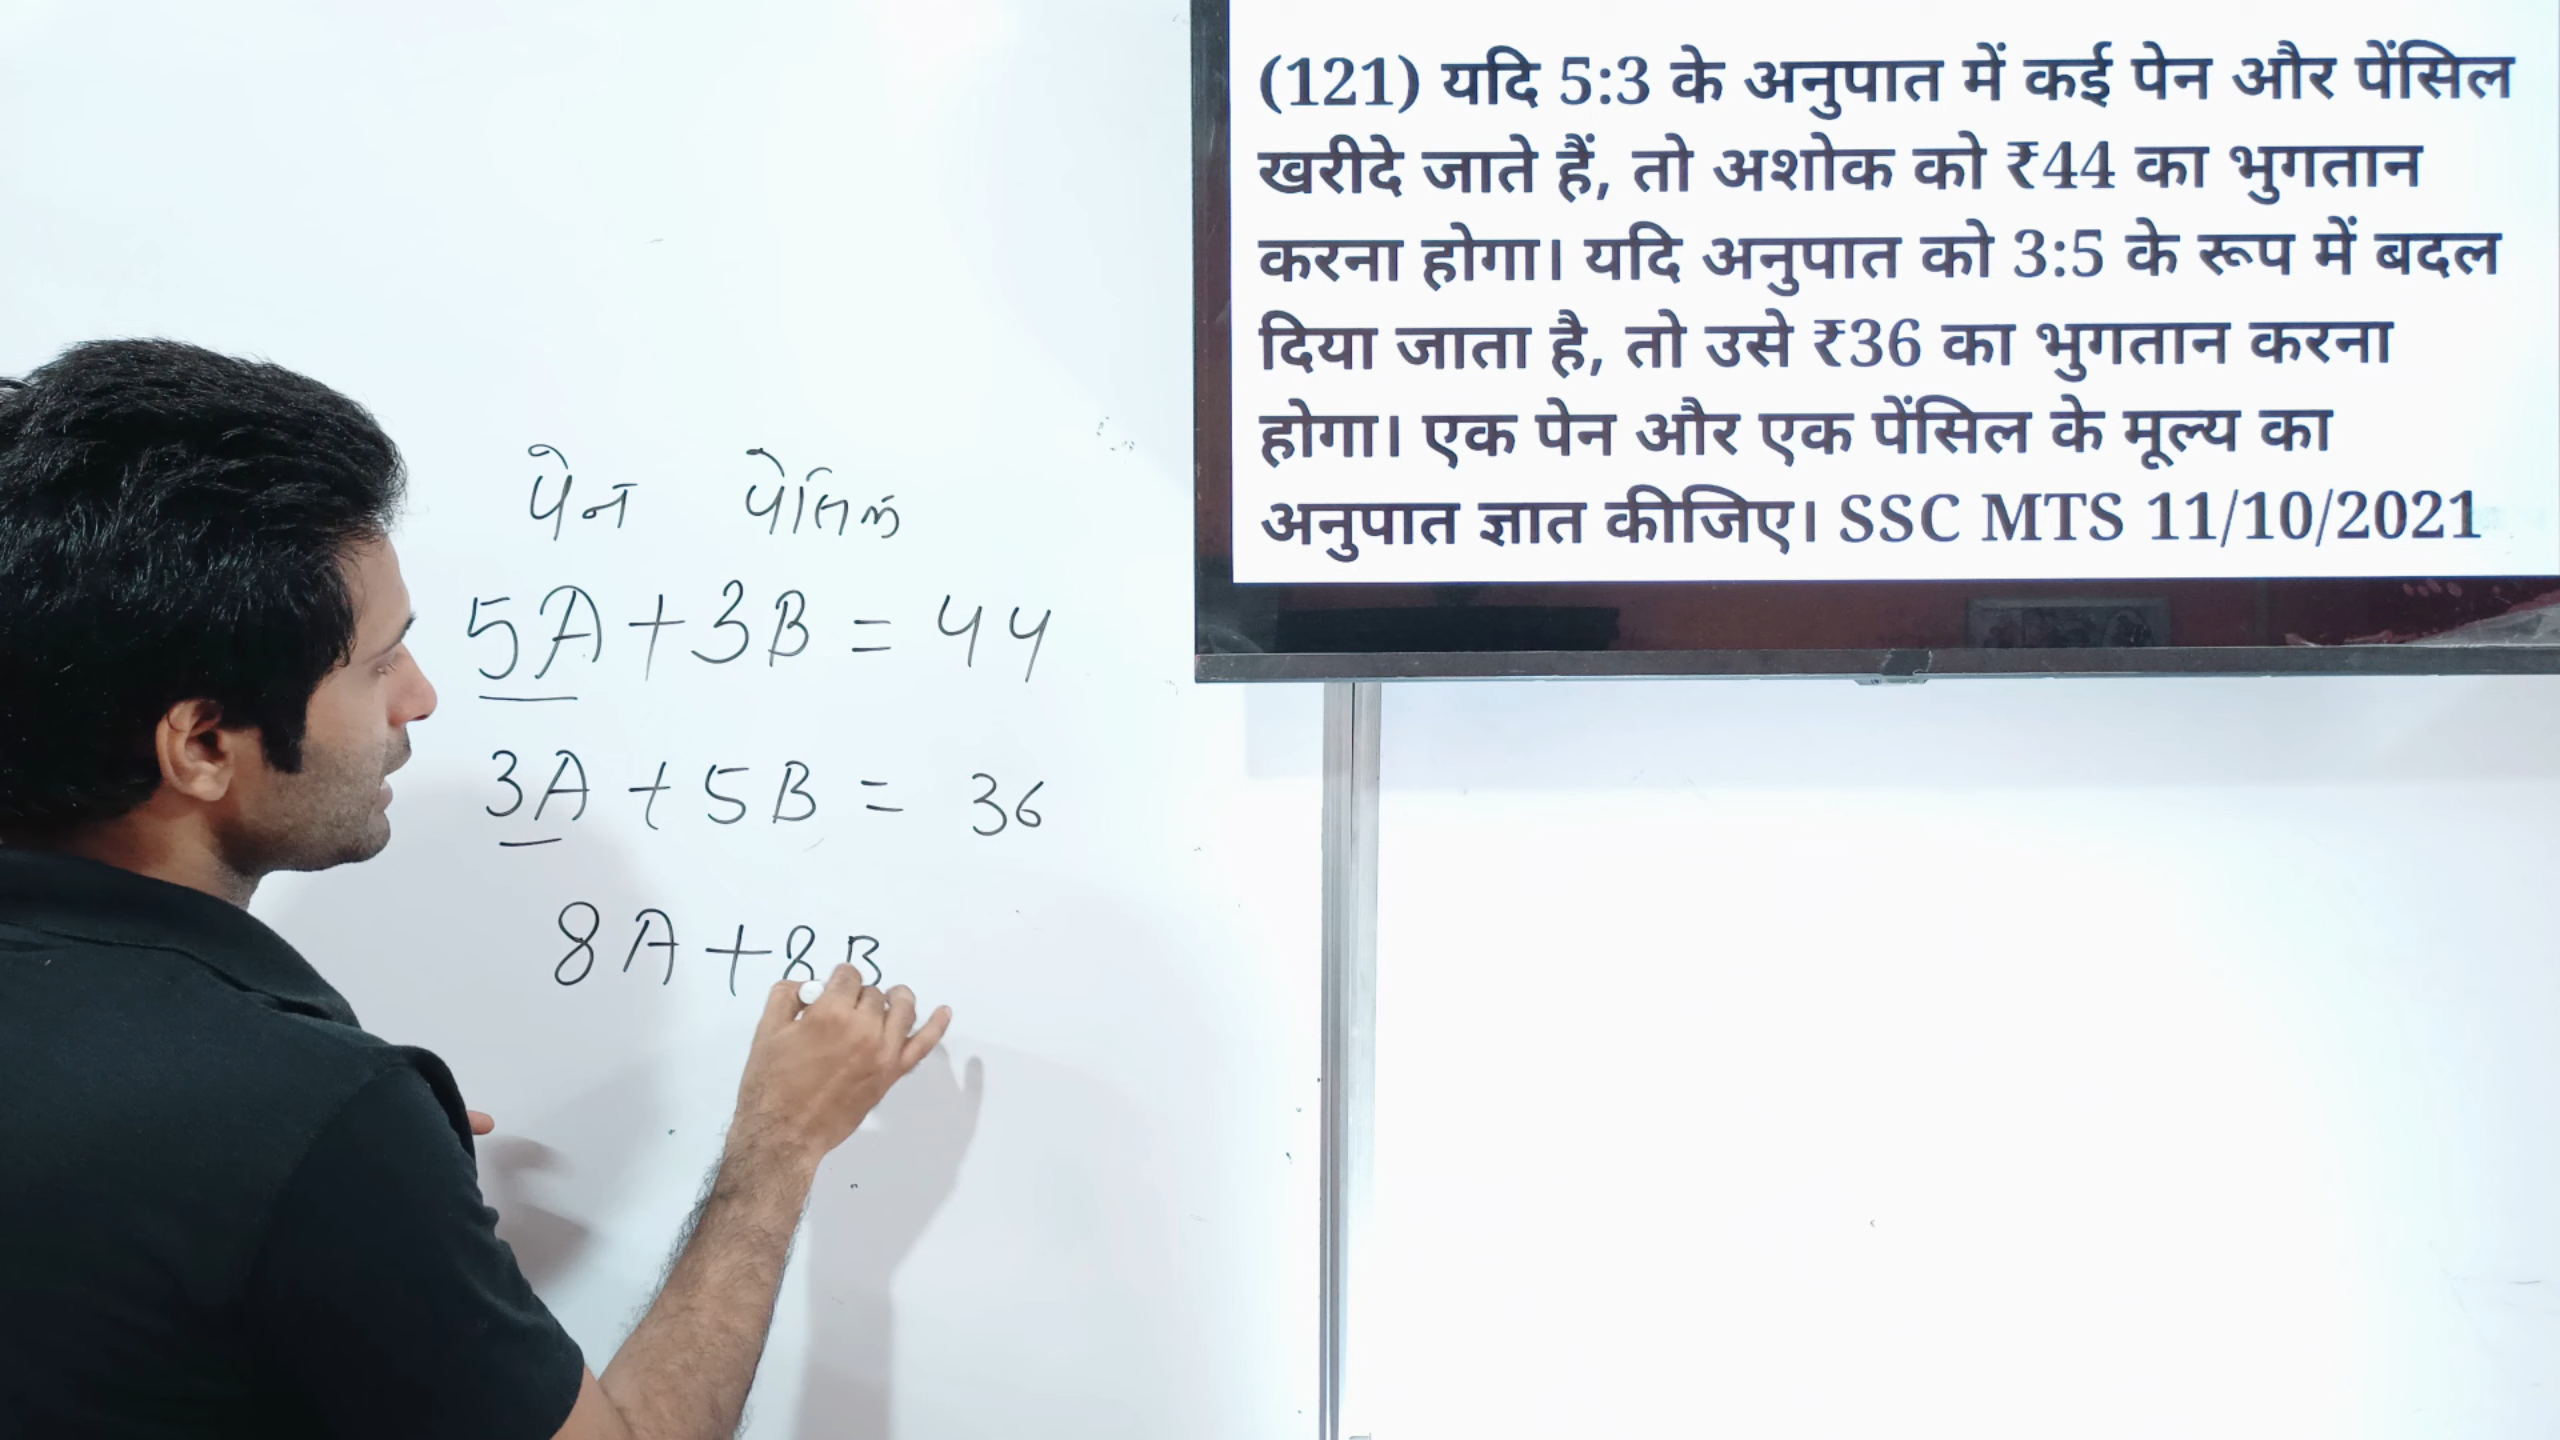 (121) यदि 5:3 के अनुपात में कई पेन और पेंसिल
खरीदे जाते हैं, तो अशोक को ₹44 का भुगतान
करना होगा। यदि अनुपात को 3:5 के रूप में बदल
दिया जाता है, तो उसे ₹36 का भुगतान करना
होगा। एक पेन और एक पेंसिल के मूल्य का
अनुपात ज्ञात कीजिए। SSC MTS 11/10/2021
पेन
5A + 3B = 44
3A + 5B = 36
8A + 8B